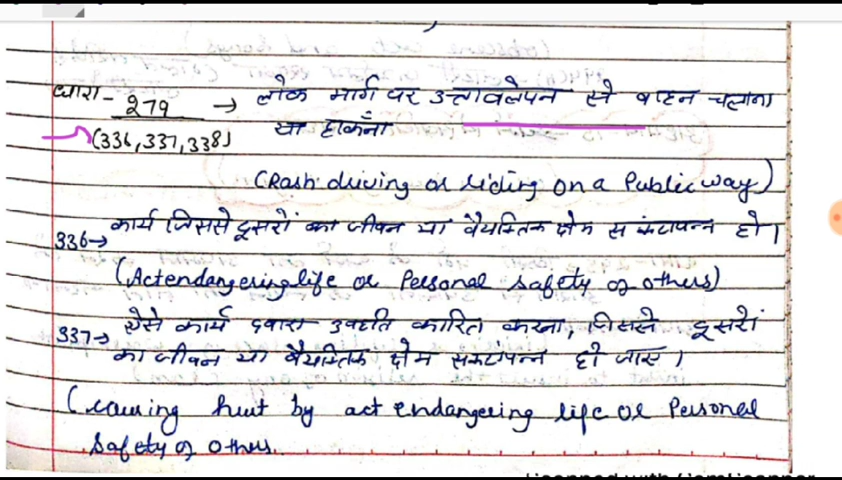 धारा - 279 → लोक मार्ग पर उतावलेपन से वाहन चलाना
(336, 337, 338) या हाकँना
(Rash driving or riding on a Public way)
336→ कार्य जिससे दूसरों का जीवन या वैयक्तिक क्षेम संकटापन्न हो।
(Act endangering life or Personal safety of others)
337→ ऐसे कार्य द्वारा उपहति कारित करना, जिससे दूसरों
का जीवन या वैयक्तिक क्षेम संकटापन्न हो जाए।
(causing hurt by act endangering life or Personal
safety of others.